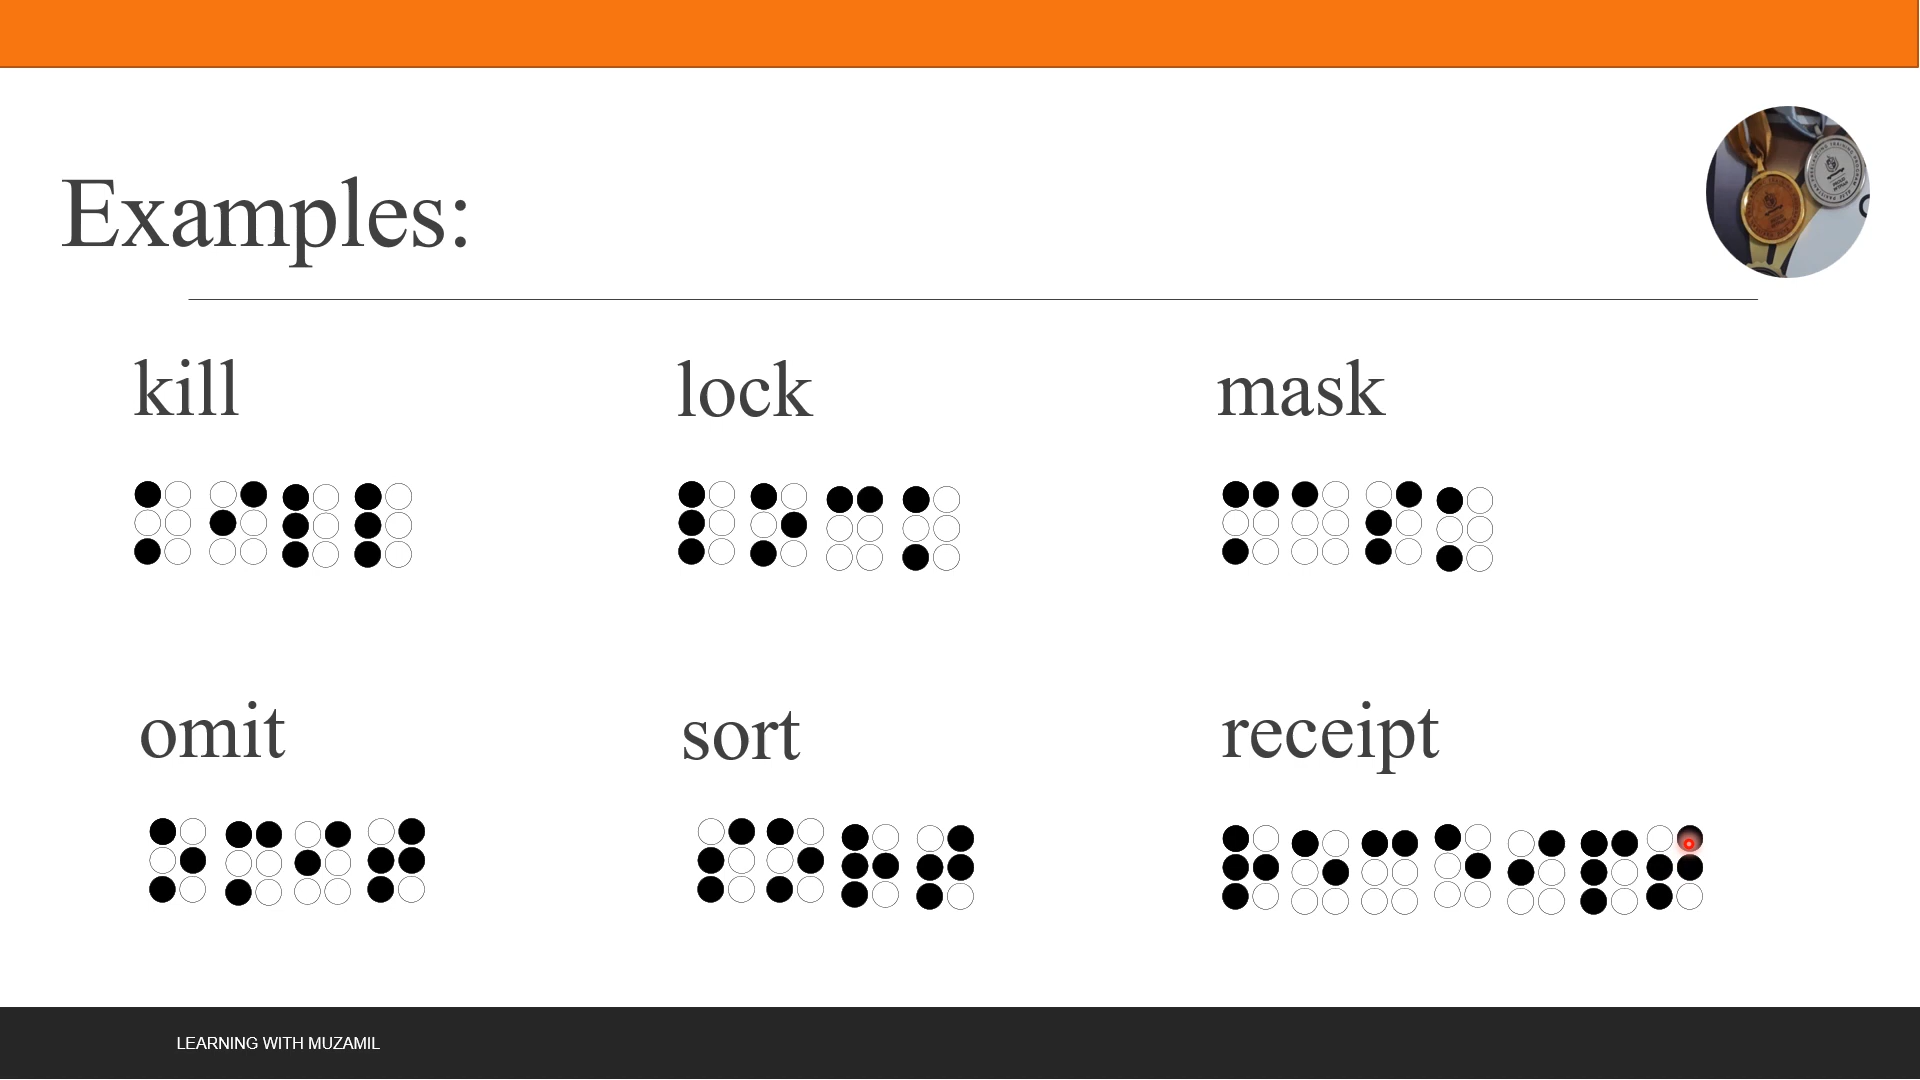 Examples:
kill
⠅⠊⠇⠇
lock
⠇⠕⠉⠅
mask
⠍⠁⠎⠅
omit
⠕⠍⠊⠞
sort
⠎⠕⠗⠞
receipt
⠗⠑⠉⠑⠊⠏⠞
LEARNING WITH MUZAMIL